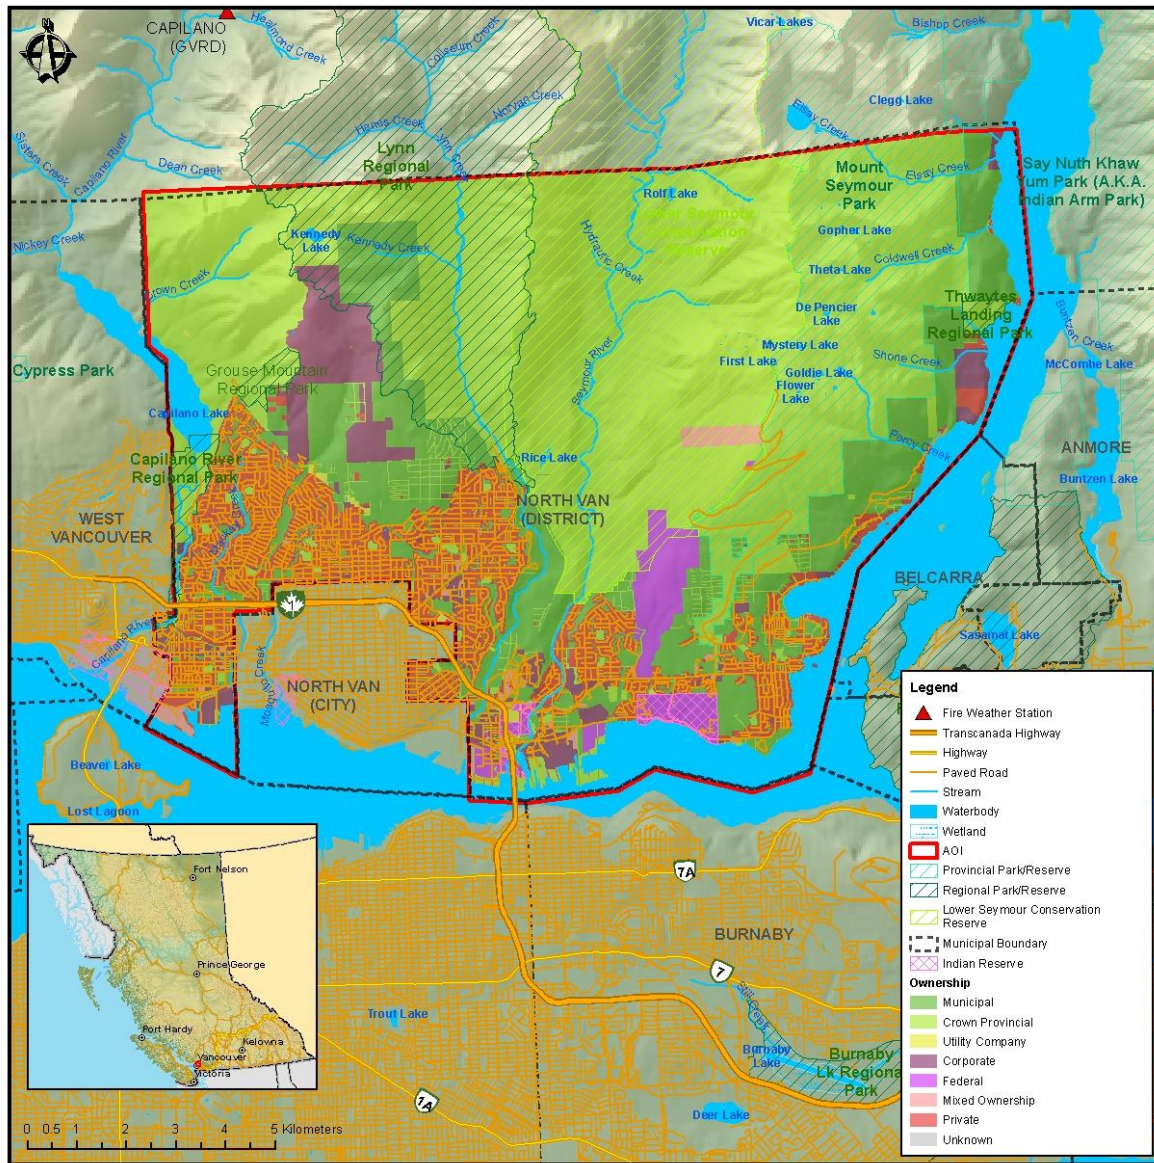 N
CAPILANO
(GVRD)
Healmond Creek
Coliseum Creek
Vicar Lakes
Bishop Creek
Clegg Lake
Norvan Creek
Hanes Creek
Lynn Creek
Elsay Creek
Sisters Creek
Capilano River
Dean Creek
Lynn
Regional
Park
Mount
Seymour
Park
Elsay Creek
Say Nuth Khaw
Yum Park (A.K.A.
Indian Arm Park)
Rolf Lake
Lower Seymour
Conservation
Reserve
Nickey Creek
Kennedy
Lake
Kennedy Creek
Hydraulic Creek
Gopher Lake
Coldwell Creek
Theta Lake
Crown Creek
Thwaytes
Landing
Regional Park
De Pencier
Lake
Buntzen Creek
Mystery Lake
First Lake
Shone Creek
McCombe Lake
Cypress Park
Grouse Mountain
Regional Park
Seymour River
Goldie Lake
Flower
Lake
Capilano Lake
Percy Creek
ANMORE
Rice Lake
Capilano River
Regional Park
Buntzen Lake
NORTH VAN
(DISTRICT)
WEST
VANCOUVER
Mackay
1
BELCARRA
Sasamat Lake
Capilano River
Mosquito Creek
NORTH VAN
(CITY)
Beaver Lake
Lost Lagoon
7A
BURNABY
7
Still Creek
Trout Lake
Burnaby
Lake
Burnaby
Lk Regional
Park
1A
Deer Lake
Fort Nelson
Prince George
Port Hardy
Kelowna
Vancouver
Victoria
0 0.5 1 2 3 4 5 Kilometers
Legend
Fire Weather Station
Transcanada Highway
Highway
Paved Road
Stream
Waterbody
Wetland
AOI
Provincial Park/Reserve
Regional Park/Reserve
Lower Seymour Conservation
Reserve
Municipal Boundary
Indian Reserve
Ownership
Municipal
Crown Provincial
Utility Company
Corporate
Federal
Mixed Ownership
Private
Unknown